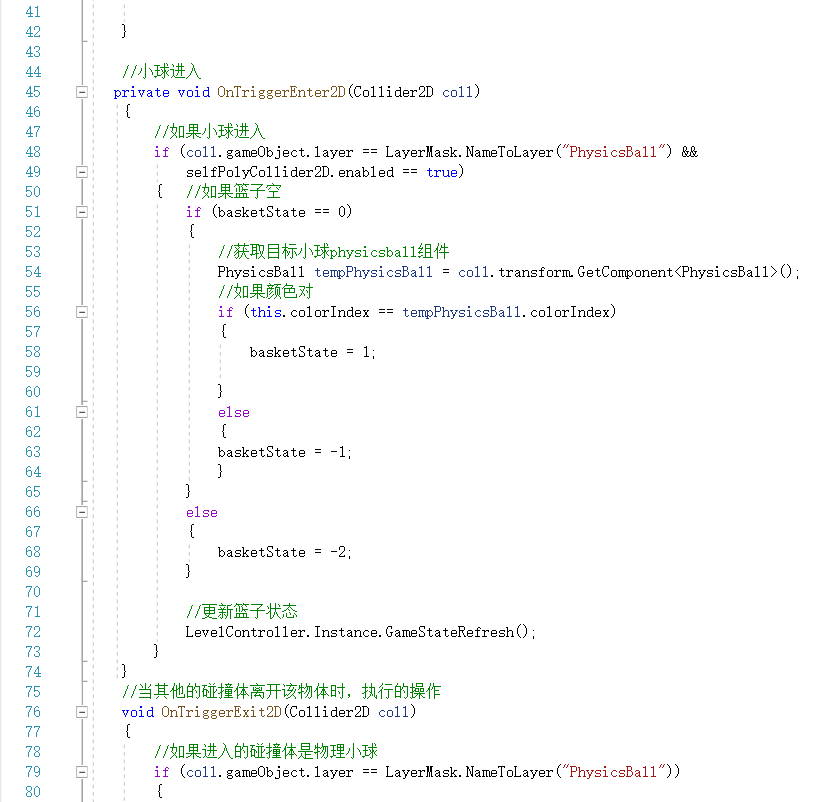 41
42 }
43
44 //小球进入
45 private void OnTriggerEnter2D(Collider2D coll)
46 {
47 //如果小球进入
48 if (coll.gameObject.layer == LayerMask.NameToLayer("PhysicsBall") &&
49 selfPolyCollider2D.enabled == true)
50 { //如果篮子空
51 if (basketState == 0)
52 {
53 //获取目标小球physicsball组件
54 PhysicsBall tempPhysicsBall = coll.transform.GetComponent<PhysicsBall>();
55 //如果颜色对
56 if (this.colorIndex == tempPhysicsBall.colorIndex)
57 {
58 basketState = 1;
59
60 }
61 else
62 {
63 basketState = -1;
64 }
65 }
66 else
67 {
68 basketState = -2;
69 }
70
71 //更新篮子状态
72 LevelController.Instance.GameStateRefresh();
73 }
74 }
75 //当其他的碰撞体离开该物体时，执行的操作
76 void OnTriggerExit2D(Collider2D coll)
77 {
78 //如果进入的碰撞体是物理小球
79 if (coll.gameObject.layer == LayerMask.NameToLayer("PhysicsBall"))
80 {